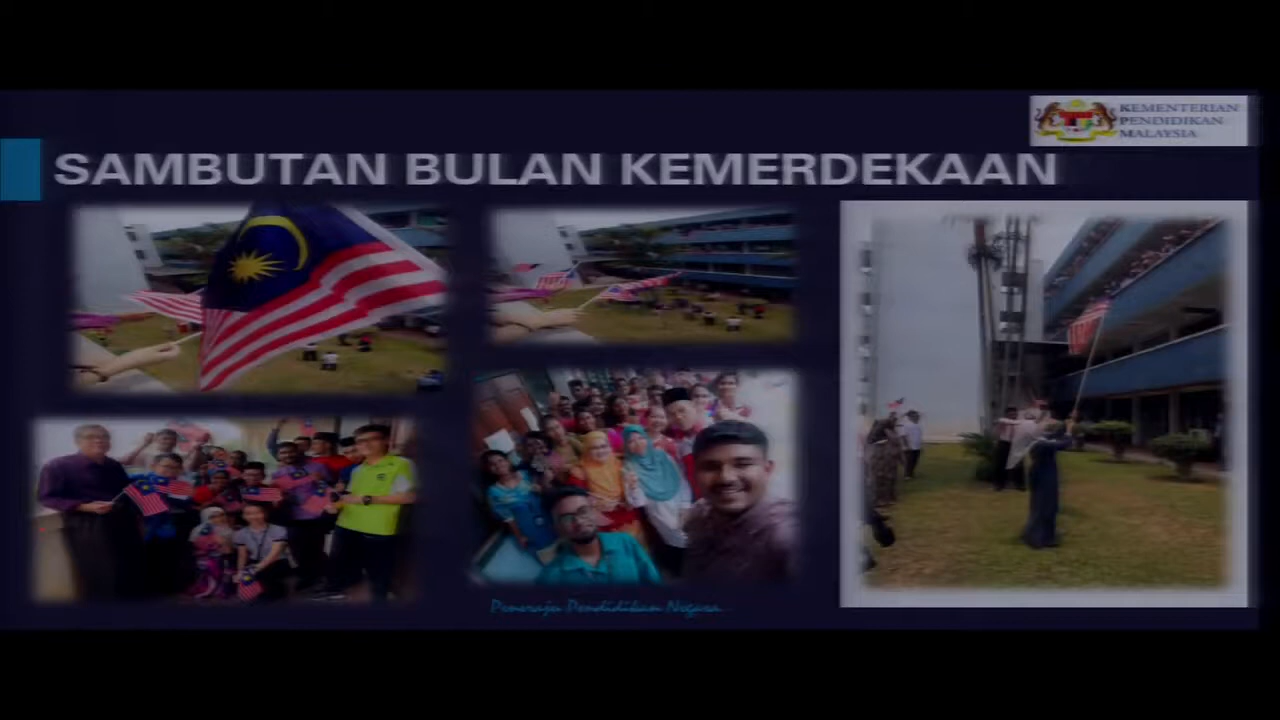 KEMENTERIAN
PENDIDIKAN
MALAYSIA
SAMBUTAN BULAN KEMERDEKAAN
Peneraju Pendidikan Negara